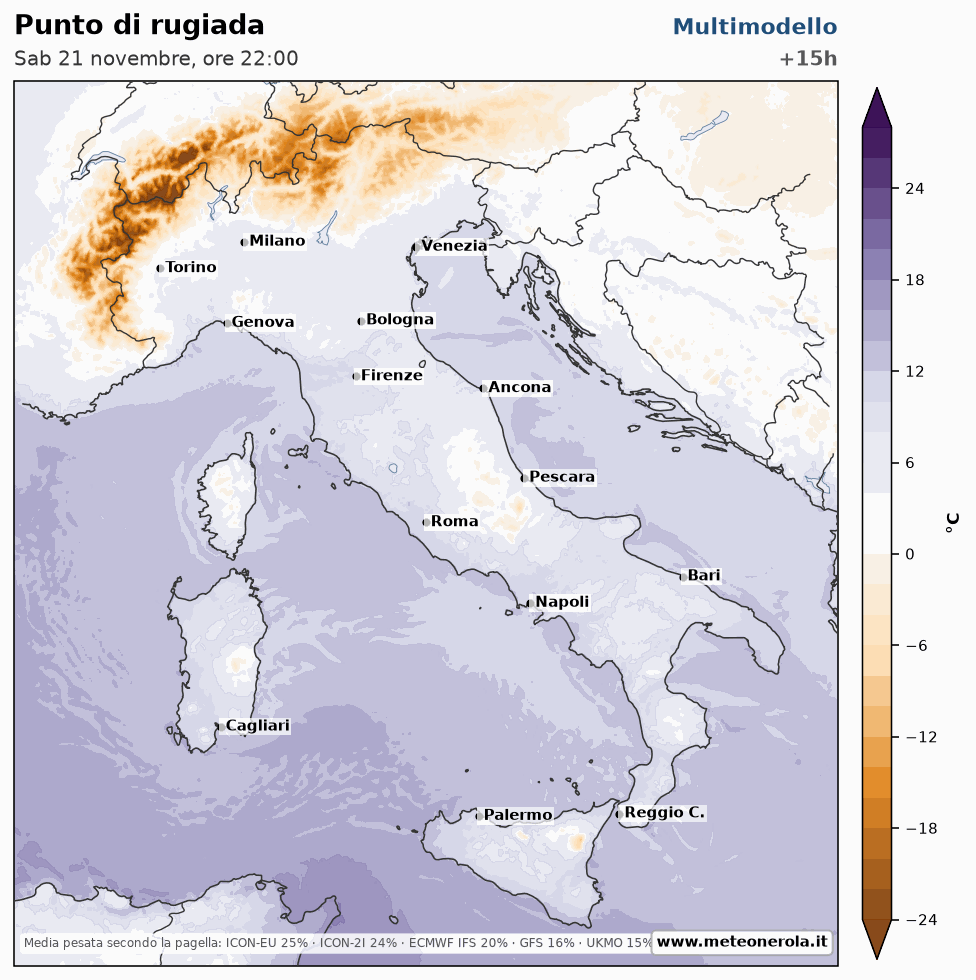 Punto di rugiada
Multimodello
Sab 21 novembre, ore 22:00
+15h
Milano
Venezia
Torino
Genova
Bologna
Firenze
Ancona
Pescara
Roma
Bari
Napoli
Cagliari
Palermo
Reggio C.
24
18
12
6
0
−6
−12
−18
−24
°C
Media pesata secondo la pagella: ICON-EU 25% · ICON-2I 24% · ECMWF IFS 20% · GFS 16% · UKMO 15%
www.meteonerola.it